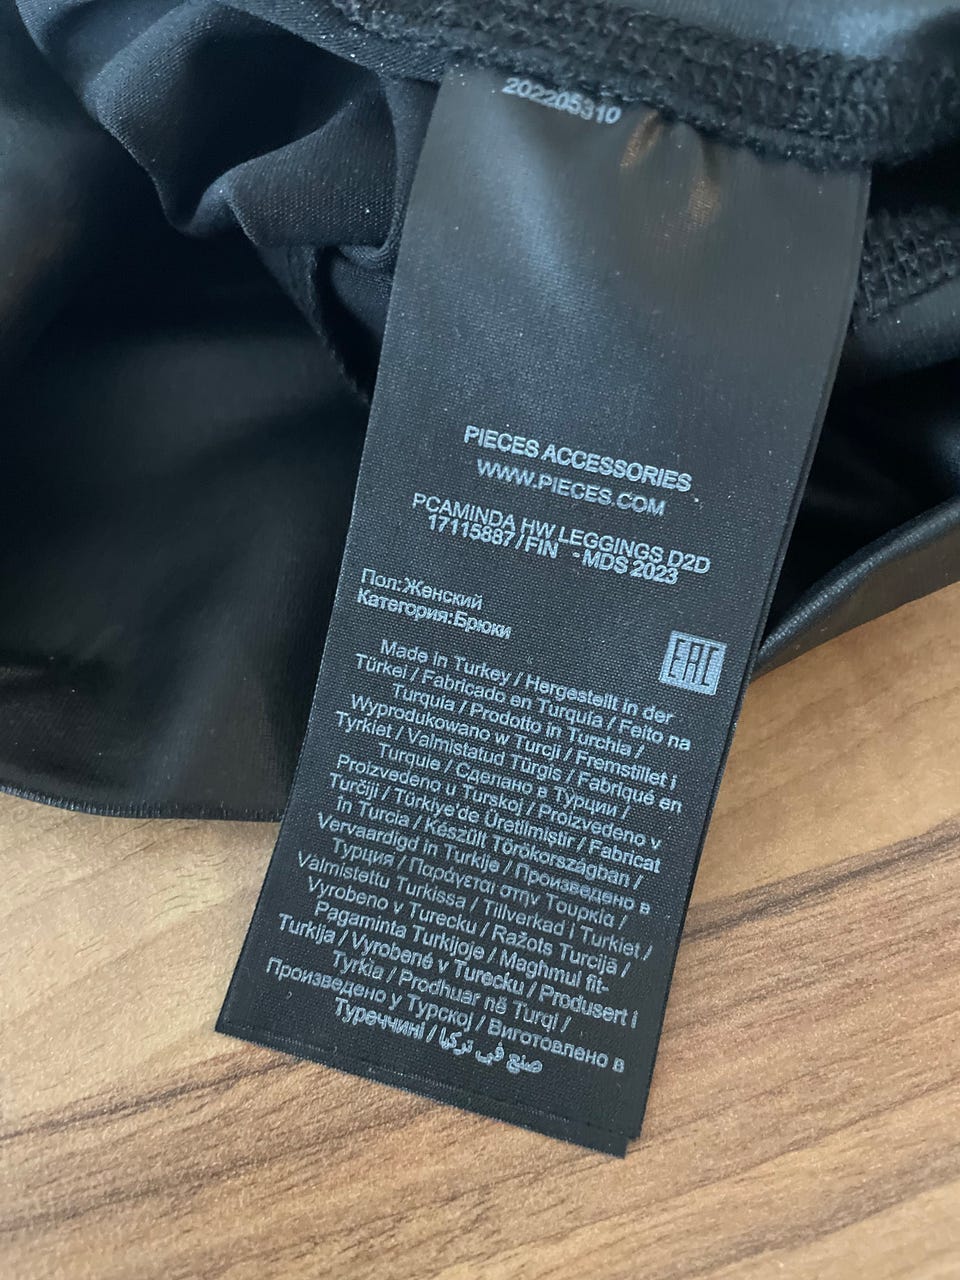 202205310
PIECES ACCESSORIES
WWW.PIECES.COM
PCAMINDA HW LEGGINGS D2D
17115887/FIN -MDS 2023
Пол:Женский
Категория:Брюки
EAC
Made in Turkey / Hergestellt in der
Türkei / Fabricado en Turquía / Feito na
Turquia / Prodotto in Turchia /
Wyprodukowano w Turcji / Fremstillet i
Tyrkiet / Valmistatud Türgis / Fabriqué en
Turquie / Сделано в Турции /
Proizvedeno u Turskoj / Proizvedeno v
Turčiji / Türkiye'de Üretilmiştir / Fabricat
în Turcia / Készült Törökországban /
Vervaardigd in Turkije / Произведено в
Турция / Παράγεται στην Τουρκία /
Valmistettu Turkissa / Tillverkad i Turkiet /
Vyrobeno v Turecku / Ražots Turcijā /
Pagaminta Turkijoje / Maghmul fit-
Turkija / Vyrobené v Turecku / Produsert i
Tyrkia / Prodhuar në Turqi /
Произведено у Турској / Виготовлено в
Туреччині / صنع في تركيا